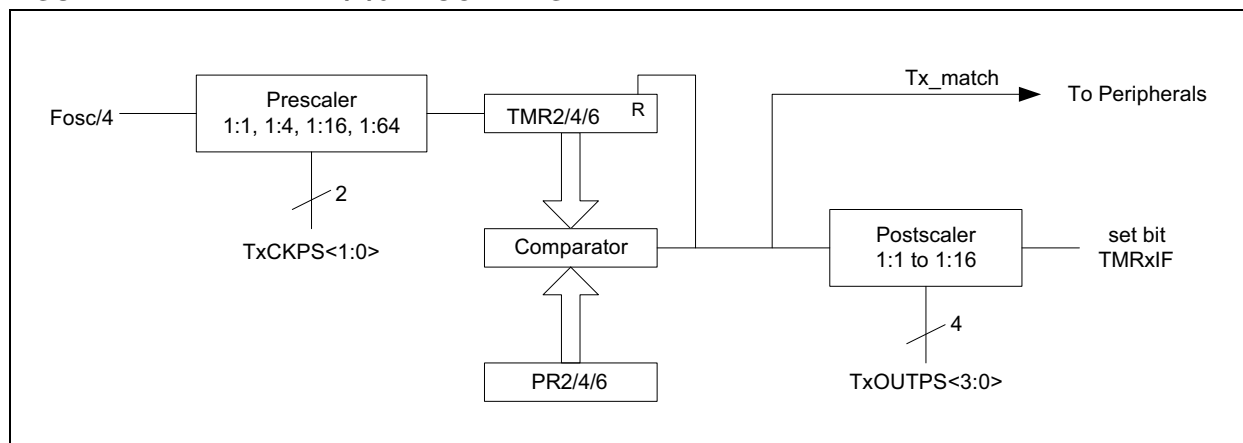 Fosc/4
Prescaler
1:1, 1:4, 1:16, 1:64
2
TxCKPS<1:0>
TMR2/4/6
R
Comparator
PR2/4/6
Tx_match
To Peripherals
Postscaler
1:1 to 1:16
4
TxOUTPS<3:0>
set bit
TMRxIF